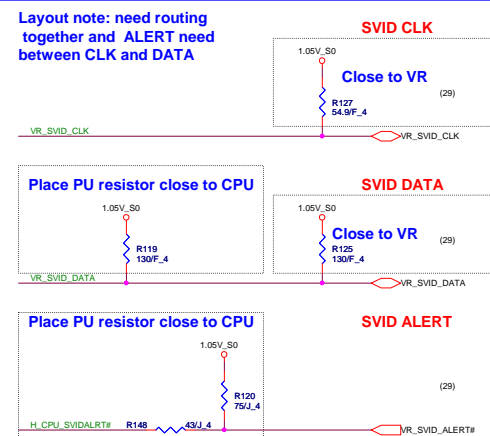 Layout note: need routing
together and ALERT need
between CLK and DATA
SVID CLK
1.05V_S0
Close to VR
(29)
R127
54.9/F_4
VR_SVID_CLK
VR_SVID_CLK
Place PU resistor close to CPU
SVID DATA
1.05V_S0
1.05V_S0
Close to VR
(29)
R119
130/F_4
R125
130/F_4
VR_SVID_DATA
VR_SVID_DATA
Place PU resistor close to CPU
SVID ALERT
1.05V_S0
R120
75/J_4
(29)
H_CPU_SVIDALRT#
R148
43/J_4
VR_SVID_ALERT#